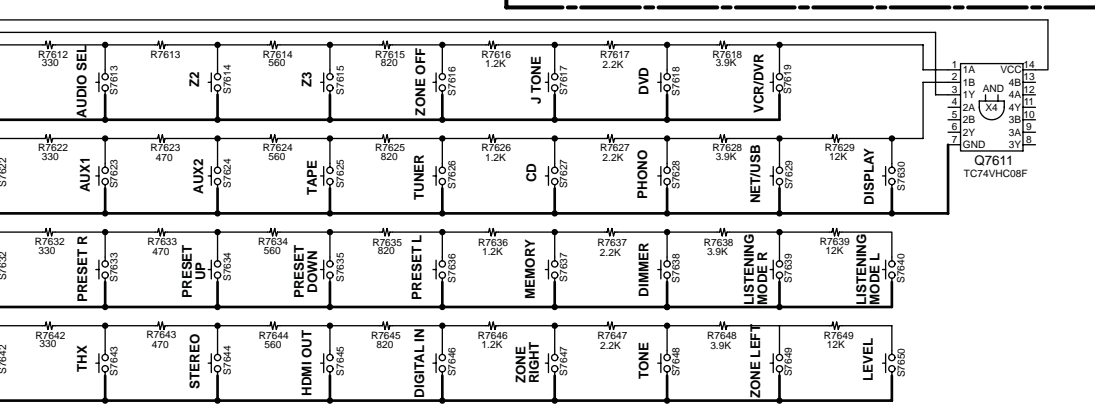 R7612 R7613 R7614 R7615 R7616 R7617 R7618
330 560 820 1.2K 2.2K 3.9K
AUDIO SEL S7613 Z2 S7614 Z3 S7615 ZONE OFF S7616 J TONE S7617 DVD S7618 VCR/DVR S7619
1 1A VCC 14
2 1B 4B 13
3 1Y AND 4A 12
4 2A X4 4Y 11
5 2B 3B 10
6 2Y 3A 9
7 GND 3Y 8
Q7611
TC74VHC08F
R7622 R7623 R7624 R7625 R7626 R7627 R7628 R7629
330 470 560 820 1.2K 2.2K 3.9K 12K
S7622 AUX1 S7623 AUX2 S7624 TAPE S7625 TUNER S7626 CD S7627 PHONO S7628 NET/USB S7629 DISPLAY S7630
R7632 R7633 R7634 R7635 R7636 R7637 R7638 R7639
330 470 560 820 1.2K 2.2K 3.9K 12K
S7632 PRESET R S7633 PRESET UP S7634 PRESET DOWN S7635 PRESET L S7636 MEMORY S7637 DIMMER S7638 LISTENING MODE R S7639 LISTENING MODE L S7640
R7642 R7643 R7644 R7645 R7646 R7647 R7648 R7649
330 470 560 820 1.2K 2.2K 3.9K 12K
S7642 THX S7643 STEREO S7644 HDMI OUT S7645 DIGITAL IN S7646 ZONE RIGHT S7647 TONE S7648 ZONE LEFT S7649 LEVEL S7650